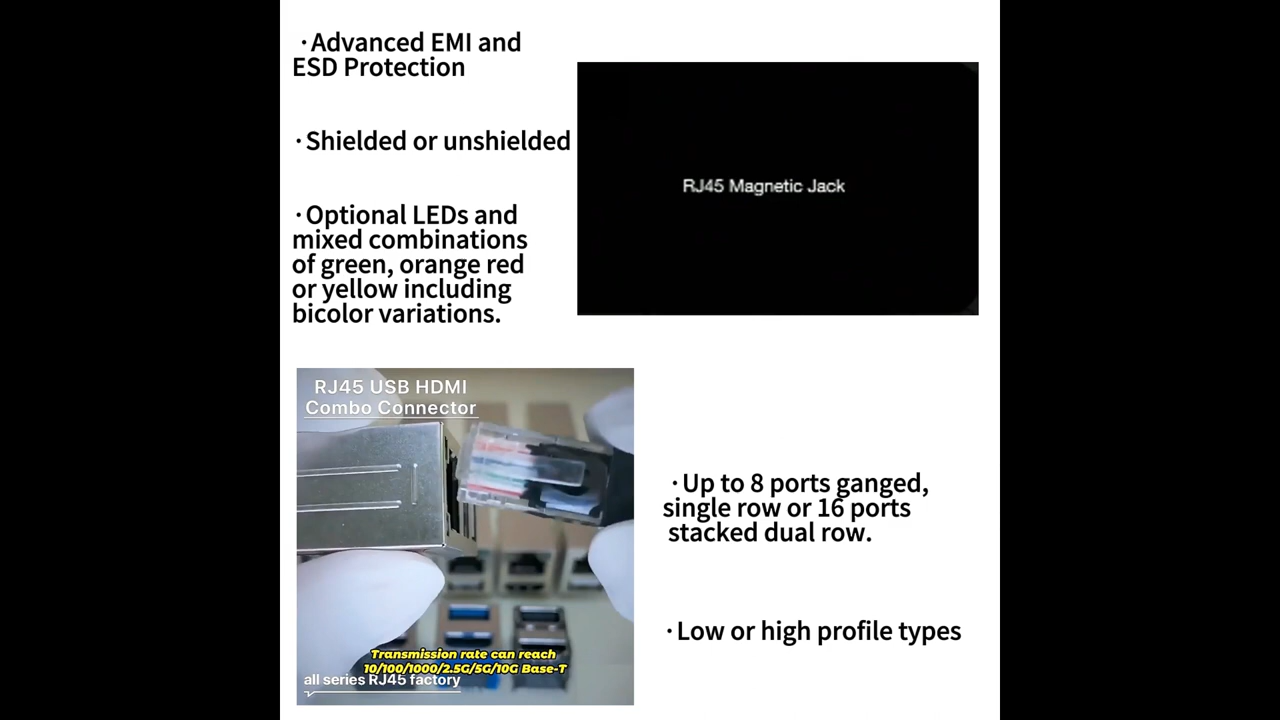 ·Advanced EMI and
ESD Protection
·Shielded or unshielded
·Optional LEDs and
mixed combinations
of green, orange red
or yellow including
bicolor variations.
RJ45 Magnetic Jack
RJ45 USB HDMI
Combo Connector
Transmission rate can reach
10/100/1000/2.5G/5G/10G Base-T
all series RJ45 factory
·Up to 8 ports ganged,
single row or 16 ports
stacked dual row.
·Low or high profile types